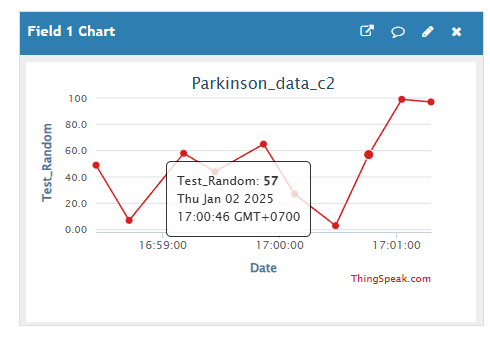 Field 1 Chart
Parkinson_data_c2
100
80.0
60.0
40.0
20.0
0.00
Test_Random
Test_Random: 57
Thu Jan 02 2025
17:00:46 GMT+0700
16:59:00
17:00:00
17:01:00
Date
ThingSpeak.com